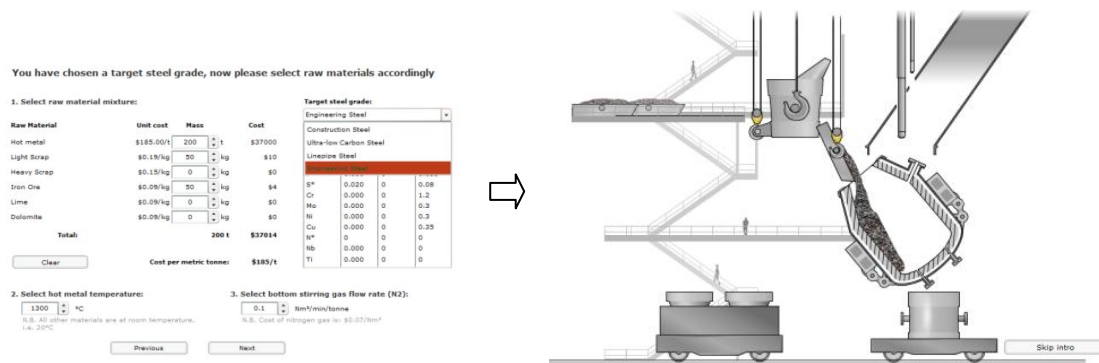 You have chosen a target steel grade, now please select raw materials accordingly
1. Select raw material mixture:
Target steel grade:
Engineering Steel
Raw Material Unit cost Mass Cost
Construction Steel
Ultra-low Carbon Steel
Linepipe Steel
Engineering Steel
Hot metal $185.00/t 200 t $37000
Light Scrap $0.19/kg 50 kg $10
Heavy Scrap $0.15/kg 0 kg $0
Iron Ore $0.09/kg 50 kg $4
Lime $0.09/kg 0 kg $0
Dolomite $0.09/kg 0 kg $0
Total: 200 t $37014
S* 0.020 0 0.08
Cr 0.000 0 1.2
Mo 0.000 0 0.3
Ni 0.000 0 0.3
Cu 0.000 0 0.35
N* 0 0 0
Nb 0.000 0 0
Ti 0.000 0 0
Clear Cost per metric tonne: $185/t
2. Select hot metal temperature:
1300 °C
N.B. All other materials are at room temperature,
i.e. 20°C
3. Select bottom stirring gas flow rate (N2):
0.1 Nm³/min/tonne
N.B. Cost of nitrogen gas is: $0.07/Nm³
Previous Next
Skip intro